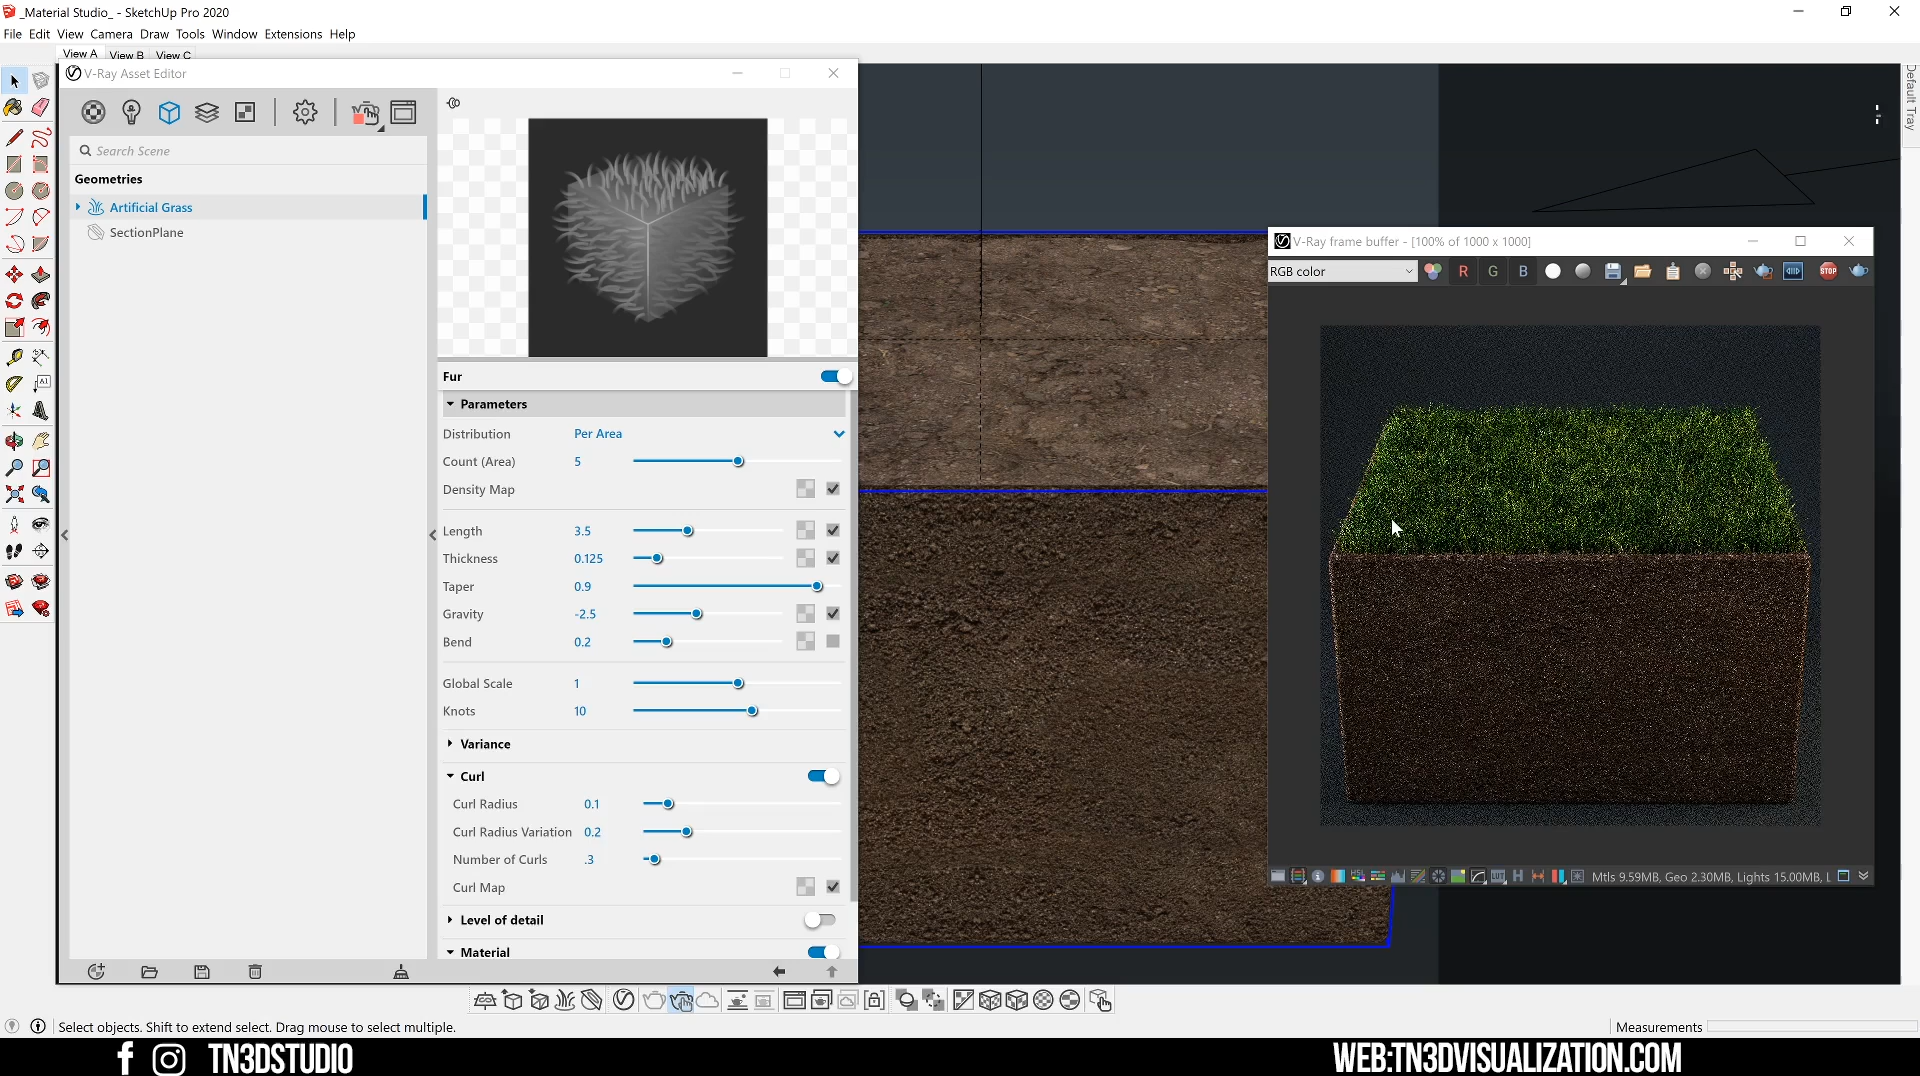 _Material Studio_ - SketchUp Pro 2020
File Edit View Camera Draw Tools Window Extensions Help
View A View B View C
V-Ray Asset Editor
Default Tray
Search Scene
Geometries
Artificial Grass
SectionPlane
Fur
Parameters
Distribution Per Area
Count (Area) 5
Density Map
Length 3.5
Thickness 0.125
Taper 0.9
Gravity -2.5
Bend 0.2
Global Scale 1
Knots 10
Variance
Curl
Curl Radius 0.1
Curl Radius Variation 0.2
Number of Curls .3
Curl Map
Level of detail
Material
V-Ray frame buffer - [100% of 1000 x 1000]
RGB color R G B STOP
H Mtls 9.59MB, Geo 2.30MB, Lights 15.00MB, L
Select objects. Shift to extend select. Drag mouse to select multiple.
Measurements
TN3DSTUDIO
WEB:TN3DVISUALIZATION.COM